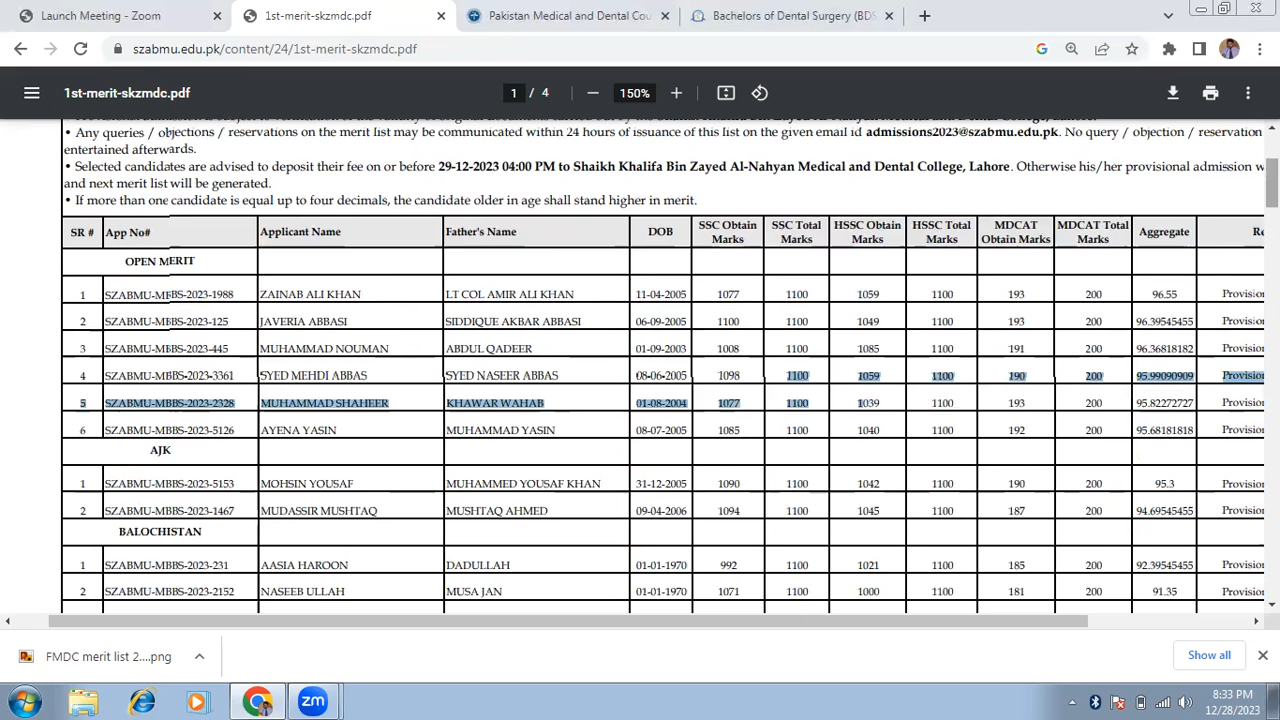 Launch Meeting - Zoom
1st-merit-skzmdc.pdf
Pakistan Medical and Dental Cou
Bachelors of Dental Surgery (BDS
szabmu.edu.pk/content/24/1st-merit-skzmdc.pdf
1st-merit-skzmdc.pdf
1 / 4
150%
• Any queries / objections / reservations on the merit list may be communicated within 24 hours of issuance of this list on the given email id admissions2023@szabmu.edu.pk. No query / objection / reservation
entertained afterwards.
• Selected candidates are advised to deposit their fee on or before 29-12-2023 04:00 PM to Shaikh Khalifa Bin Zayed Al-Nahyan Medical and Dental College, Lahore. Otherwise his/her provisional admission w
and next merit list will be generated.
• If more than one candidate is equal up to four decimals, the candidate older in age shall stand higher in merit.
SR # App No# Applicant Name Father's Name DOB SSC Obtain Marks SSC Total Marks HSSC Obtain Marks HSSC Total Marks MDCAT Obtain Marks MDCAT Total Marks Aggregate Re
OPEN MERIT
1 SZABMU-MBBS-2023-1988 ZAINAB ALI KHAN LT COL AMIR ALI KHAN 11-04-2005 1077 1100 1059 1100 193 200 96.55 Provision
2 SZABMU-MBBS-2023-125 JAVERIA ABBASI SIDDIQUE AKBAR ABBASI 06-09-2005 1100 1100 1049 1100 193 200 96.39545455 Provision
3 SZABMU-MBBS-2023-445 MUHAMMAD NOUMAN ABDUL QADEER 01-09-2003 1008 1100 1085 1100 191 200 96.36818182 Provision
4 SZABMU-MBBS-2023-3361 SYED MEHDI ABBAS SYED NASEER ABBAS 08-06-2005 1098 1100 1059 1100 190 200 95.99090909 Provision
5 SZABMU-MBBS-2023-2328 MUHAMMAD SHAHEER KHAWAR WAHAB 01-08-2004 1077 1100 1039 1100 193 200 95.82272727 Provision
6 SZABMU-MBBS-2023-5126 AYENA YASIN MUHAMMAD YASIN 08-07-2005 1085 1100 1040 1100 192 200 95.68181818 Provision
AJK
1 SZABMU-MBBS-2023-5153 MOHSIN YOUSAF MUHAMMED YOUSAF KHAN 31-12-2005 1090 1100 1042 1100 190 200 95.3 Provision
2 SZABMU-MBBS-2023-1467 MUDASSIR MUSHTAQ MUSHTAQ AHMED 09-04-2006 1094 1100 1045 1100 187 200 94.69545455 Provision
BALOCHISTAN
1 SZABMU-MBBS-2023-231 AASIA HAROON DADULLAH 01-01-1970 992 1100 1021 1100 185 200 92.39545455 Provision
2 SZABMU-MBBS-2023-2152 NASEEB ULLAH MUSA JAN 01-01-1970 1071 1100 1000 1100 181 200 91.35 Provision
FMDC merit list 2....png
Show all
zm
8:33 PM
12/28/2023